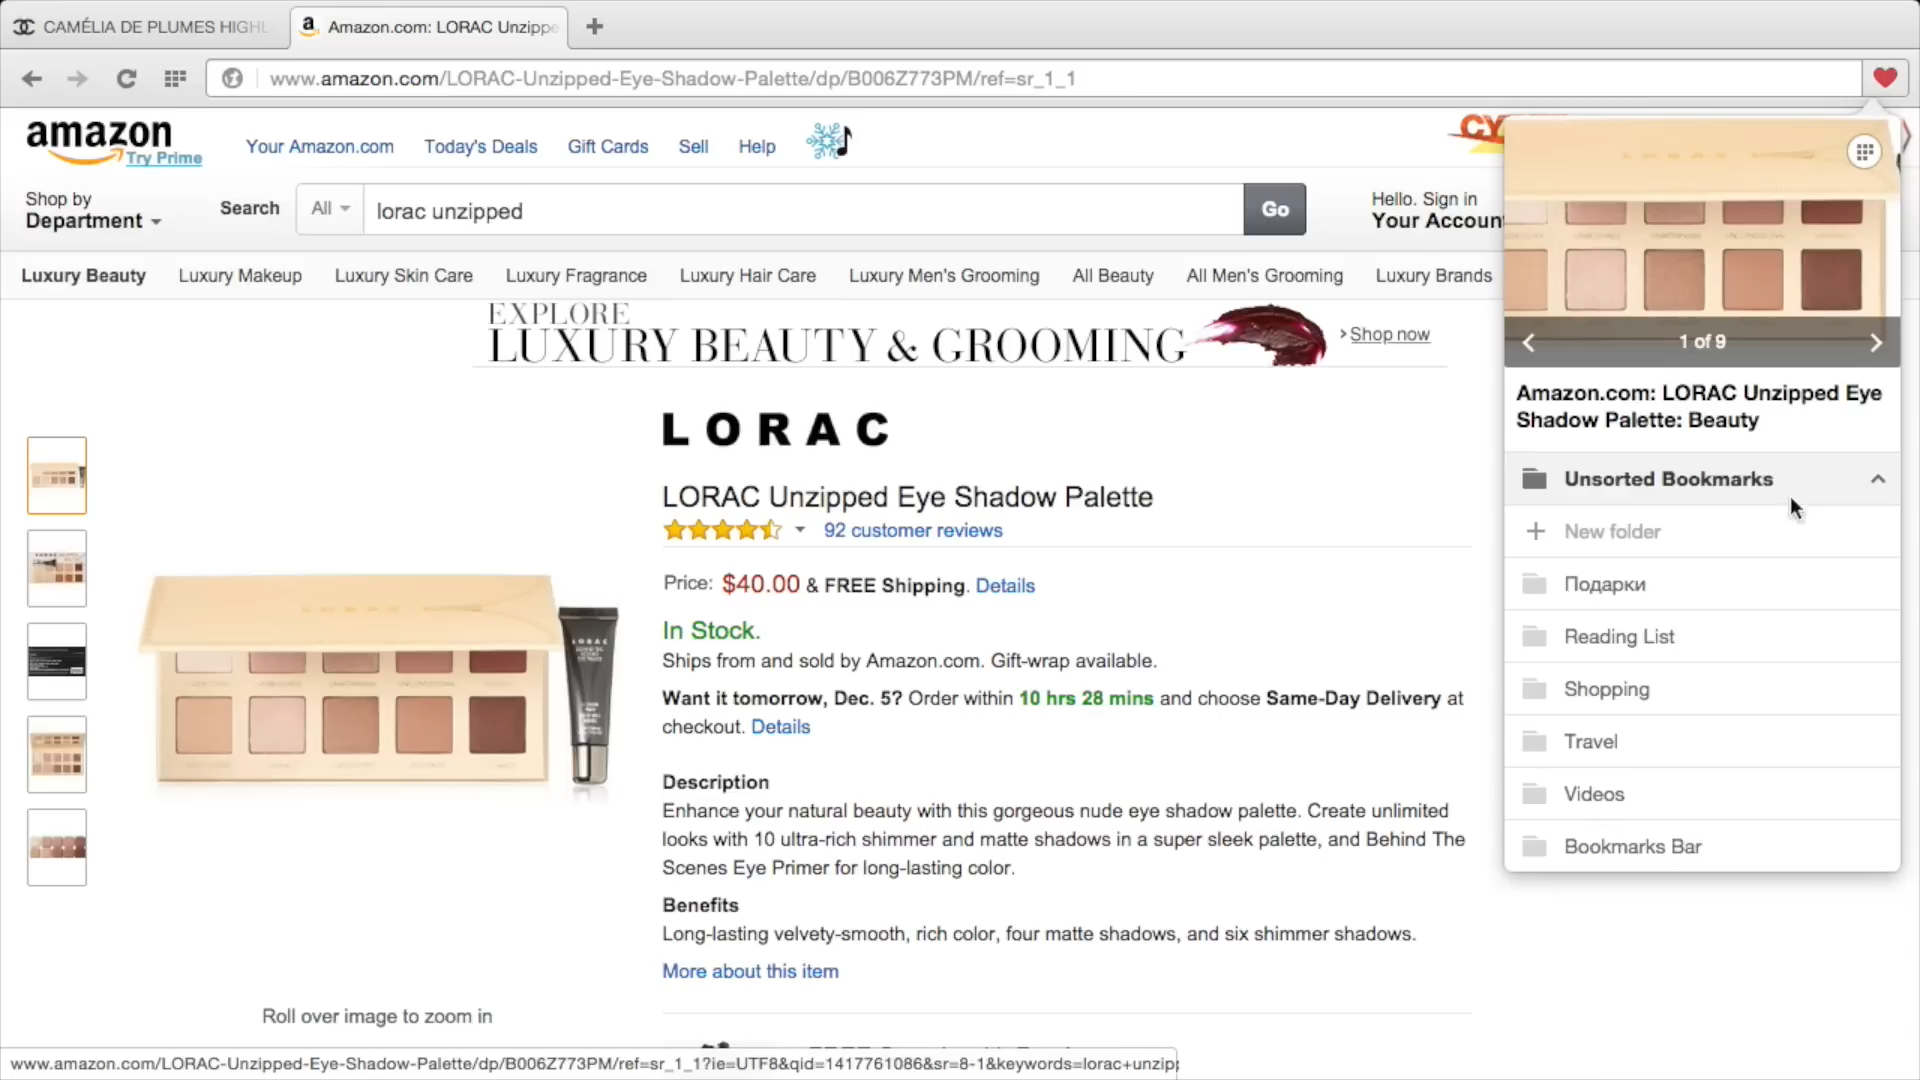 CAMÉLIA DE PLUMES HIGHL
Amazon.com: LORAC Unzippe
www.amazon.com/LORAC-Unzipped-Eye-Shadow-Palette/dp/B006Z773PM/ref=sr_1_1
amazon
Try Prime
Your Amazon.com Today's Deals Gift Cards Sell Help
CY
Shop by
Department
Search All lorac unzipped Go
Hello. Sign in
Your Accoun
Luxury Beauty Luxury Makeup Luxury Skin Care Luxury Fragrance Luxury Hair Care Luxury Men's Grooming All Beauty All Men's Grooming Luxury Brands
EXPLORE
LUXURY BEAUTY & GROOMING
Shop now
LORAC
LORAC Unzipped Eye Shadow Palette
92 customer reviews
Price: $40.00 & FREE Shipping. Details
In Stock.
Ships from and sold by Amazon.com. Gift-wrap available.
Want it tomorrow, Dec. 5? Order within 10 hrs 28 mins and choose Same-Day Delivery at
checkout. Details
Description
Enhance your natural beauty with this gorgeous nude eye shadow palette. Create unlimited
looks with 10 ultra-rich shimmer and matte shadows in a super sleek palette, and Behind The
Scenes Eye Primer for long-lasting color.
Benefits
Long-lasting velvety-smooth, rich color, four matte shadows, and six shimmer shadows.
More about this item
LORAC
Roll over image to zoom in
1 of 9
Amazon.com: LORAC Unzipped Eye
Shadow Palette: Beauty
Unsorted Bookmarks
New folder
Подарки
Reading List
Shopping
Travel
Videos
Bookmarks Bar
www.amazon.com/LORAC-Unzipped-Eye-Shadow-Palette/dp/B006Z773PM/ref=sr_1_1?ie=UTF8&qid=1417761086&sr=8-1&keywords=lorac+unzip